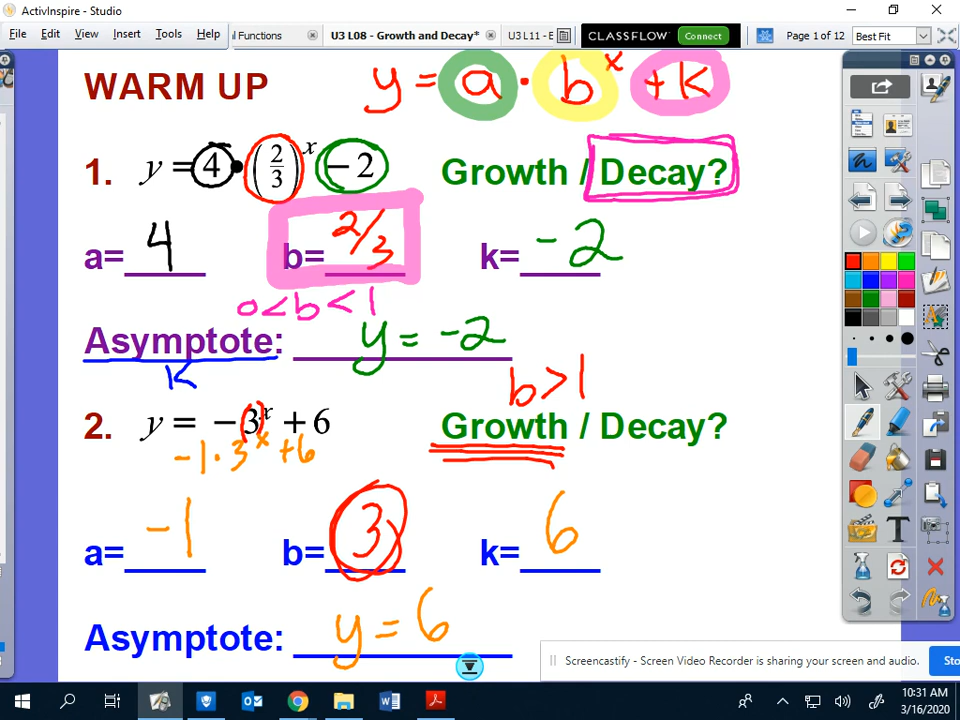 ActivInspire - Studio
File Edit View Insert Tools Help
l Functions
U3 L08 - Growth and Decay*
U3 L11 - E
CLASSFLOW
Connect
Page 1 of 12
Best Fit
WARM UP
y = a · b^x + k
1. y = 4 • (2/3)^x − 2
Growth / Decay?
a= 4 b= 2/3 k= -2
0 < b < 1
Asymptote: y = -2
K
b > 1
2. y = − 3^x + 6
Growth / Decay?
-1 · 3^x + 6
a= -1 b= 3 k= 6
Asymptote: y = 6
Screencastify - Screen Video Recorder is sharing your screen and audio.
Sto
10:31 AM
3/16/2020